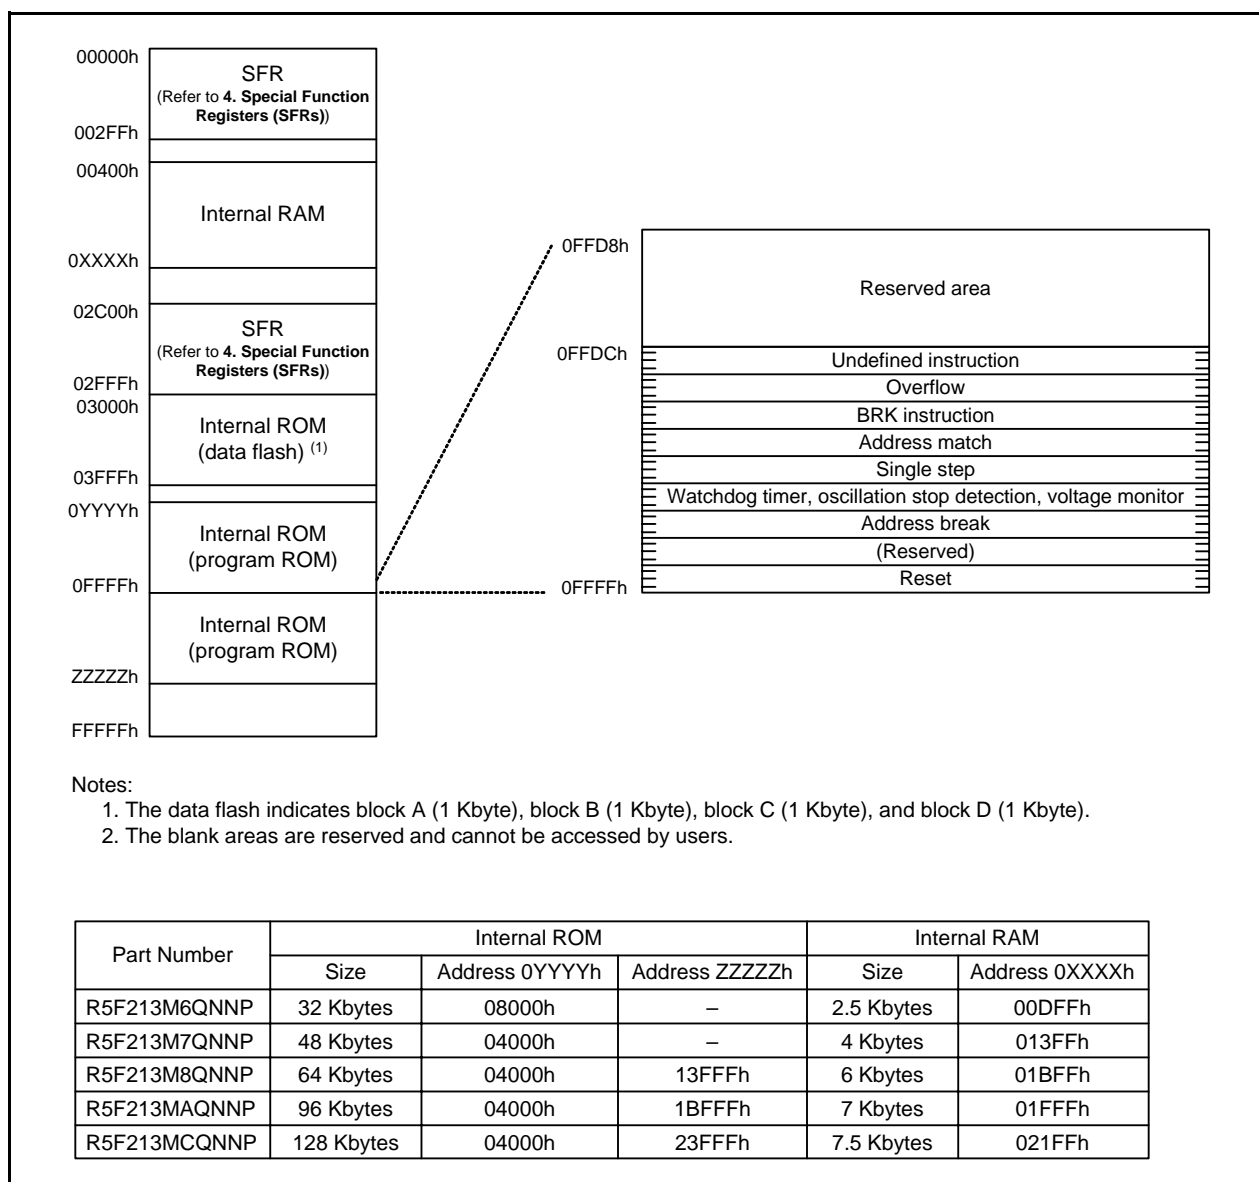 00000h
SFR
(Refer to 4. Special Function
Registers (SFRs))
002FFh
00400h
Internal RAM
0XXXXh
02C00h
SFR
(Refer to 4. Special Function
Registers (SFRs))
02FFFh
03000h
Internal ROM
(data flash) (1)
03FFFh
0YYYYh
Internal ROM
(program ROM)
0FFFFh
Internal ROM
(program ROM)
ZZZZZh
FFFFFh
0FFD8h
Reserved area
0FFDCh
Undefined instruction
Overflow
BRK instruction
Address match
Single step
Watchdog timer, oscillation stop detection, voltage monitor
Address break
(Reserved)
Reset
0FFFFh
Notes:
1. The data flash indicates block A (1 Kbyte), block B (1 Kbyte), block C (1 Kbyte), and block D (1 Kbyte).
2. The blank areas are reserved and cannot be accessed by users.
Part Number Internal ROM Internal RAM
Size Address 0YYYYh Address ZZZZZh Size Address 0XXXXh
R5F213M6QNNP 32 Kbytes 08000h – 2.5 Kbytes 00DFFh
R5F213M7QNNP 48 Kbytes 04000h – 4 Kbytes 013FFh
R5F213M8QNNP 64 Kbytes 04000h 13FFFh 6 Kbytes 01BFFh
R5F213MAQNNP 96 Kbytes 04000h 1BFFFh 7 Kbytes 01FFFh
R5F213MCQNNP 128 Kbytes 04000h 23FFFh 7.5 Kbytes 021FFh